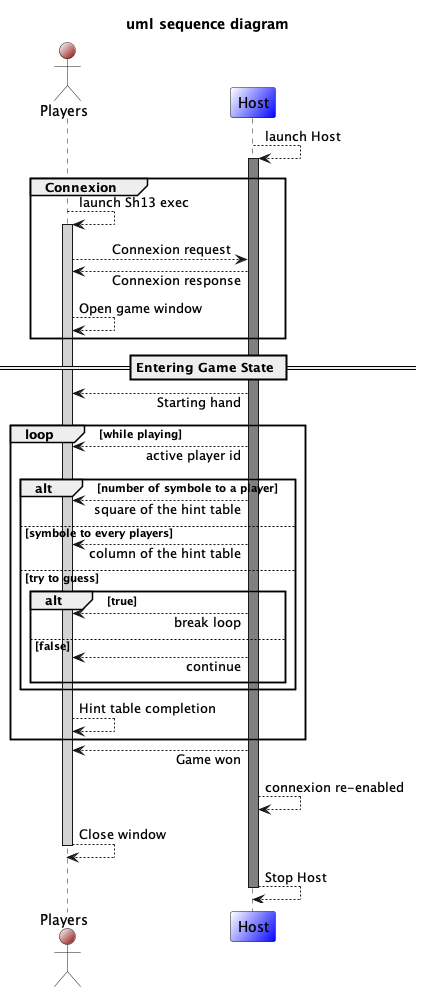 uml sequence diagram
Players
Host
launch Host
Connexion
launch Sh13 exec
Connexion request
Connexion response
Open game window
Entering Game State
Starting hand
loop [while playing]
active player id
alt [number of symbole to a player]
square of the hint table
[symbole to every players]
column of the hint table
[try to guess]
alt [true]
break loop
[false]
continue
Hint table completion
Game won
connexion re-enabled
Close window
Stop Host
Players
Host